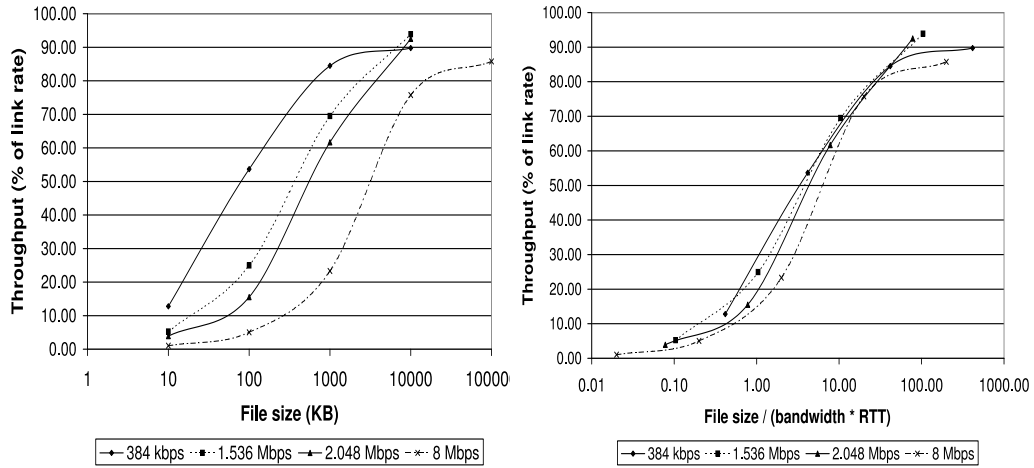 Throughput (% of link rate)
100.00
90.00
80.00
70.00
60.00
50.00
40.00
30.00
20.00
10.00
0.00
1 10 100 1000 10000 10000
File size (KB)
384 kbps 1.536 Mbps 2.048 Mbps 8 Mbps
Throughput (% of link rate)
100.00
90.00
80.00
70.00
60.00
50.00
40.00
30.00
20.00
10.00
0.00
0.01 0.10 1.00 10.00 100.00 1000.00
File size / (bandwidth * RTT)
384 kbps 1.536 Mbps 2.048 Mbps 8 Mbps